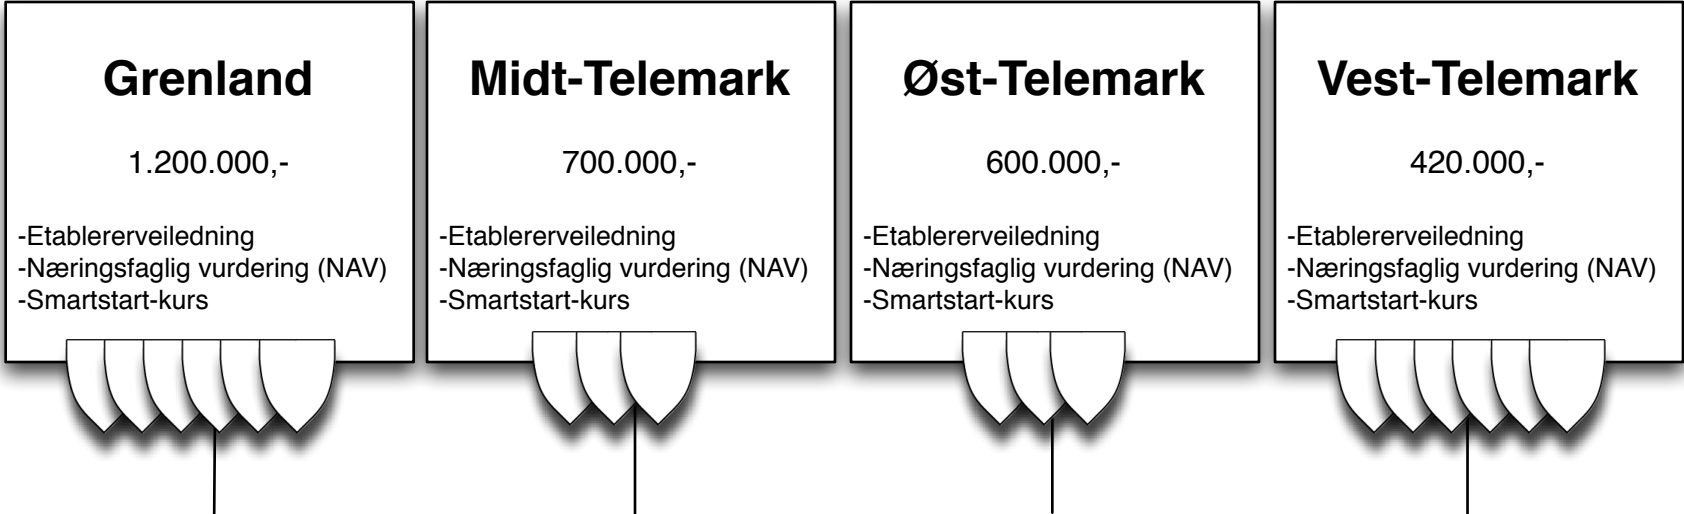 Grenland
1.200.000,-
-Etablererveiledning
-Næringsfaglig vurdering (NAV)
-Smartstart-kurs
Midt-Telemark
700.000,-
-Etablererveiledning
-Næringsfaglig vurdering (NAV)
-Smartstart-kurs
Øst-Telemark
600.000,-
-Etablererveiledning
-Næringsfaglig vurdering (NAV)
-Smartstart-kurs
Vest-Telemark
420.000,-
-Etablererveiledning
-Næringsfaglig vurdering (NAV)
-Smartstart-kurs